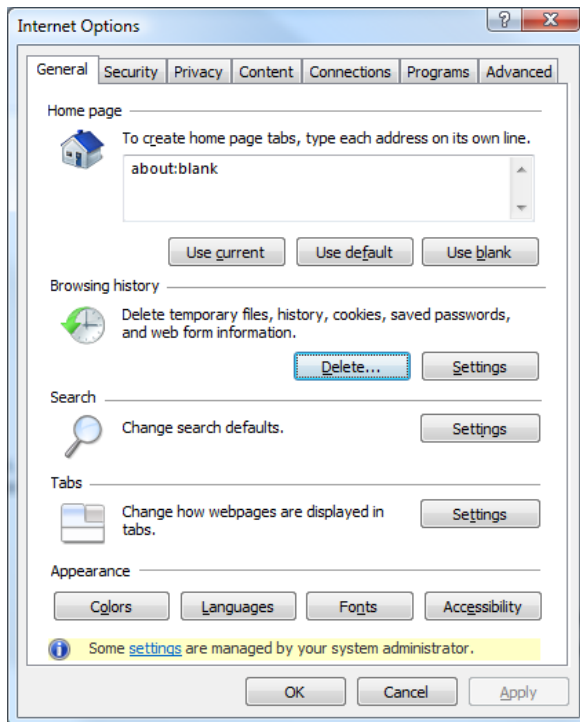 Internet Options
General Security Privacy Content Connections Programs Advanced
Home page
To create home page tabs, type each address on its own line.
about:blank
Use current Use default Use blank
Browsing history
Delete temporary files, history, cookies, saved passwords,
and web form information.
Delete... Settings
Search
Change search defaults. Settings
Tabs
Change how webpages are displayed in Settings
tabs.
Appearance
Colors Languages Fonts Accessibility
Some settings are managed by your system administrator.
OK Cancel Apply